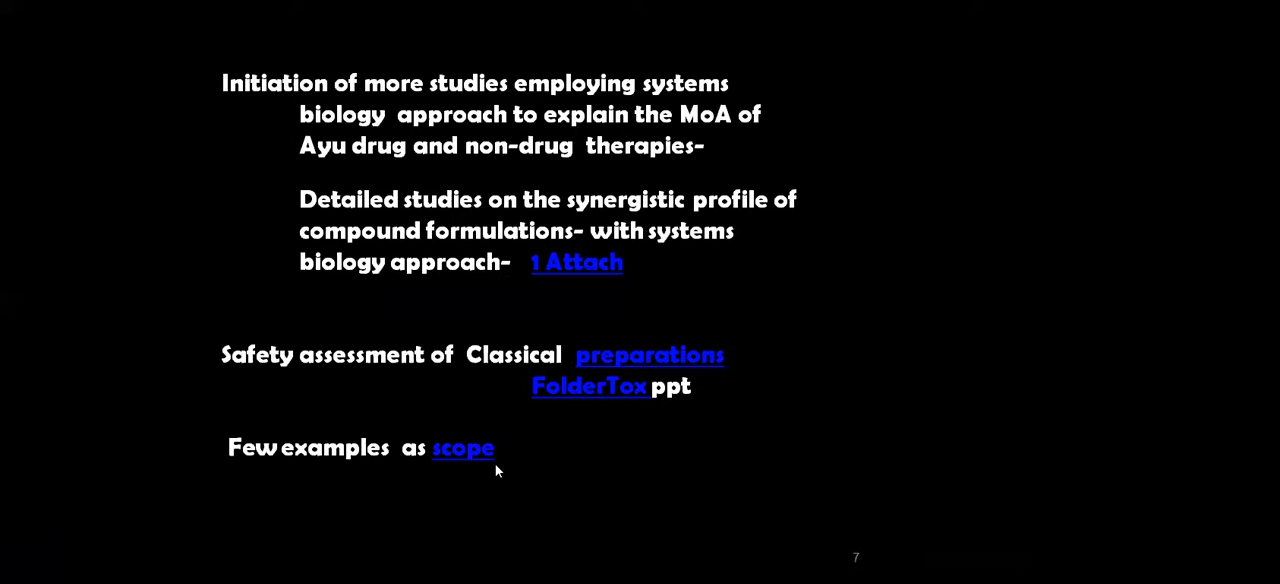 Initiation of more studies employing systems
biology approach to explain the MoA of
Ayu drug and non-drug therapies-
Detailed studies on the synergistic profile of
compound formulations- with systems
biology approach- 1 Attach
Safety assessment of Classical preparations
FolderTox ppt
Few examples as scope
7